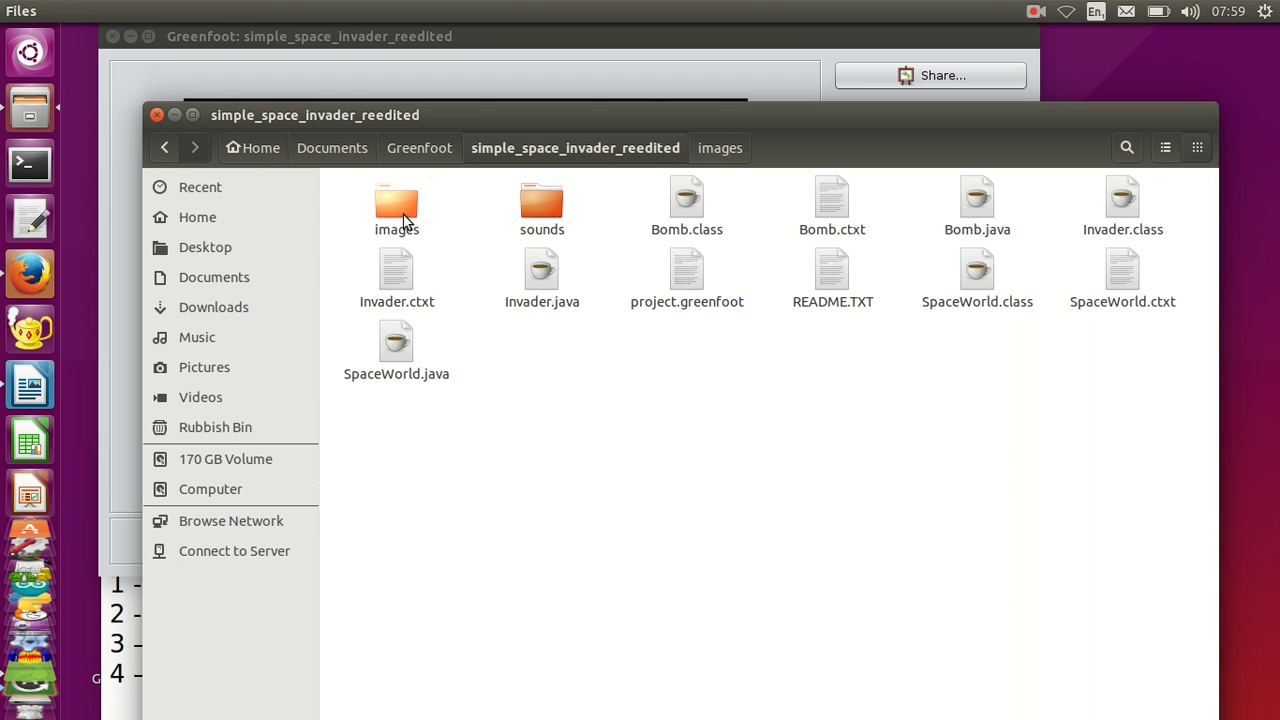 Files
En1
07:59
Greenfoot: simple_space_invader_reedited
Share...
simple_space_invader_reedited
Home
Documents
Greenfoot
simple_space_invader_reedited
images
Recent
Home
Desktop
Documents
Downloads
Music
Pictures
Videos
Rubbish Bin
170 GB Volume
Computer
Browse Network
Connect to Server
images
sounds
Bomb.class
Bomb.ctxt
Bomb.java
Invader.class
Invader.ctxt
Invader.java
project.greenfoot
README.TXT
SpaceWorld.class
SpaceWorld.ctxt
SpaceWorld.java
1 -
2 -
3 -
4 -
G